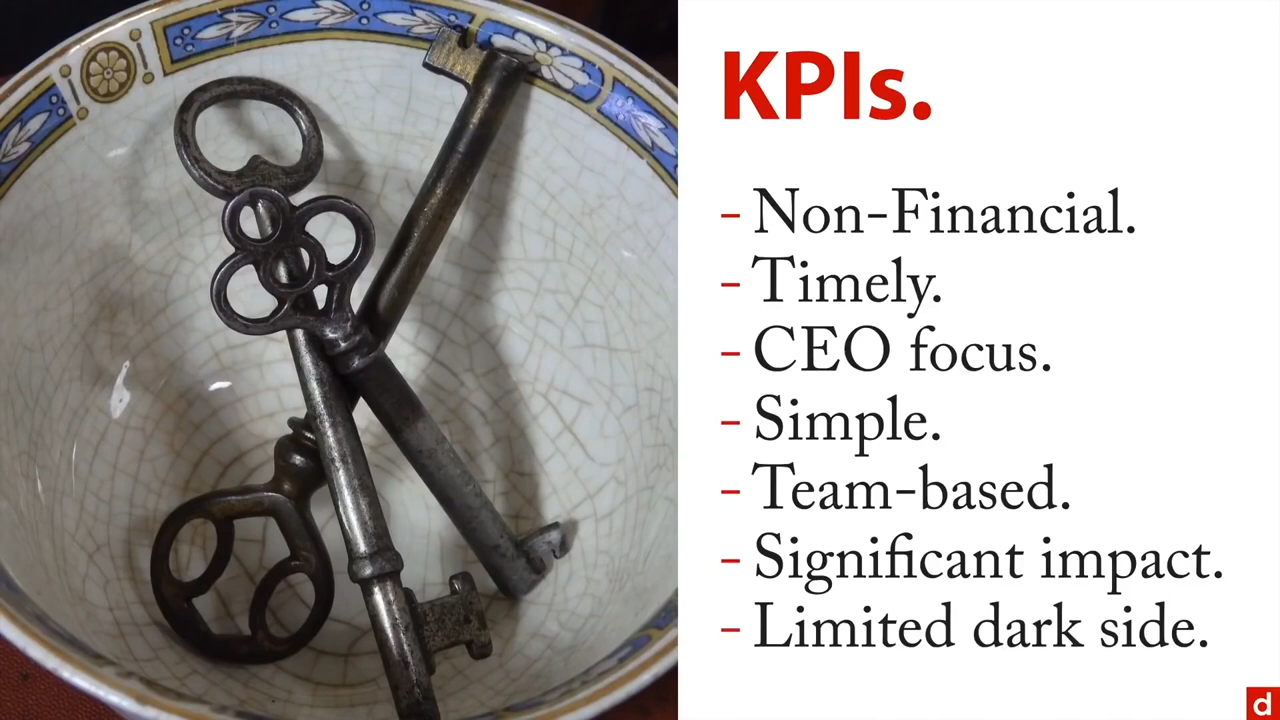 KPIs.
- Non-Financial.
- Timely.
- CEO focus.
- Simple.
- Team-based.
- Significant impact.
- Limited dark side.
d